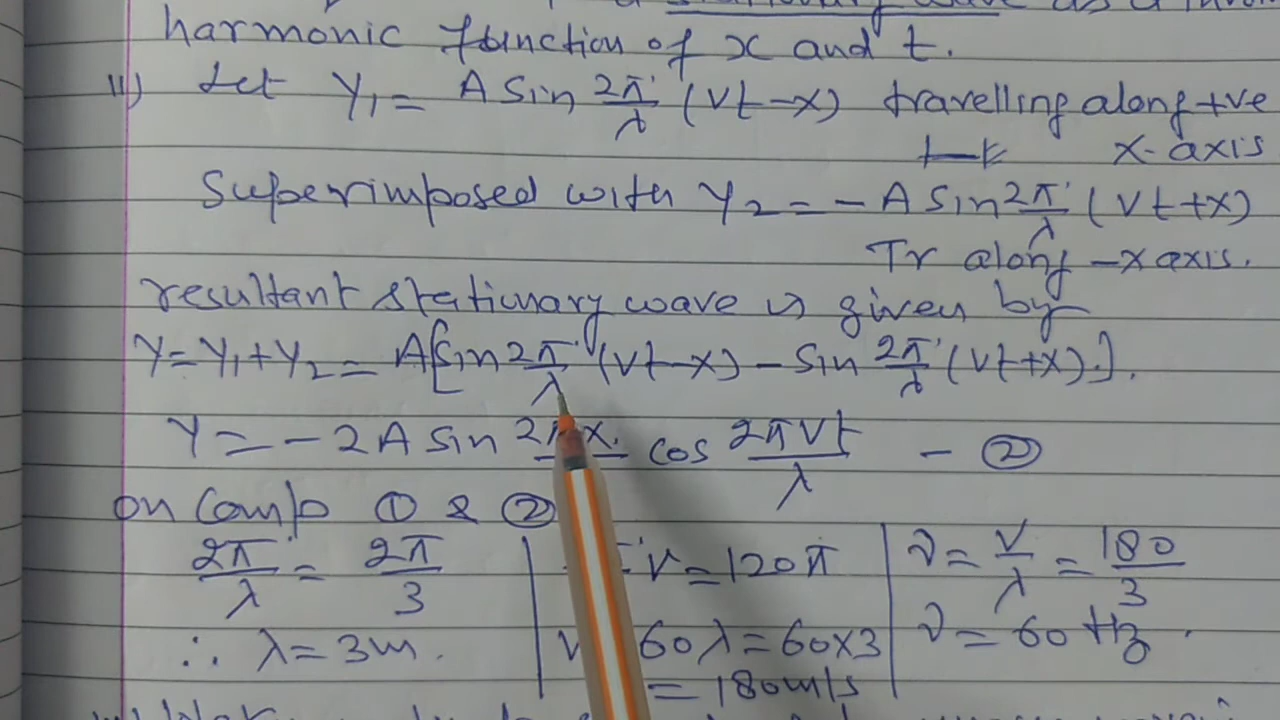 stationary wave as a
harmonic function of x and t.
ii) Let Y₁ = A Sin 2π/λ (Vt – x) travelling along +ve
x-axis
Superimposed with Y₂ = – A Sin 2π/λ (Vt + x)
Tr along –x axis.
resultant stationary wave is given by
Y = Y₁ + Y₂ = A[Sin 2π/λ (Vt – x) – Sin 2π/λ (Vt + x).].
Y = – 2A Sin 2πx/ cos 2πVt/λ – ②
on Comp ① & ②
2π/λ = 2π/3
V = 120π
ν = V/λ = 180/3
∴ λ = 3m.
V 60λ = 60×3
ν = 60 Hz.
= 180m/s